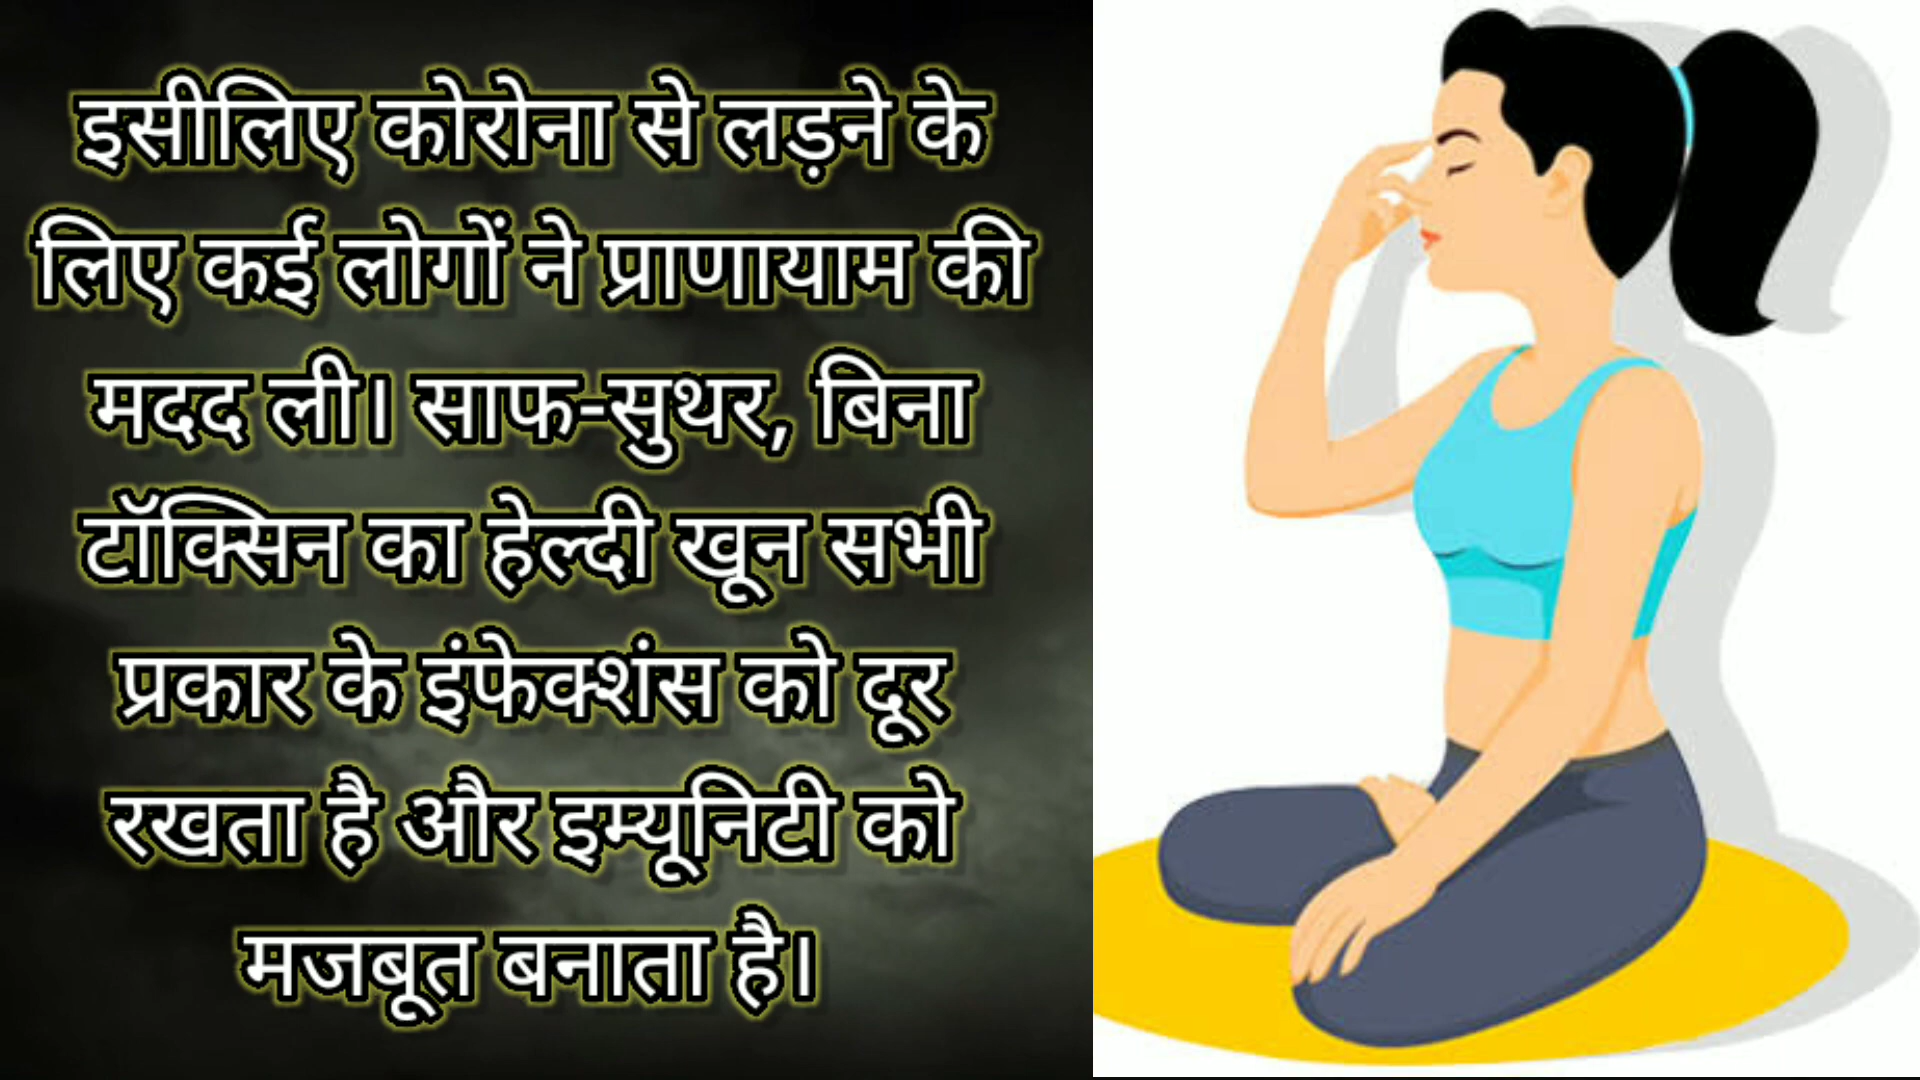 इसीलिए कोरोना से लड़ने के
लिए कई लोगों ने प्राणायाम की
मदद ली। साफ-सुथर, बिना
टॉक्सिन का हेल्दी खून सभी
प्रकार के इंफेक्शंस को दूर
रखता है और इम्यूनिटी को
मजबूत बनाता है।